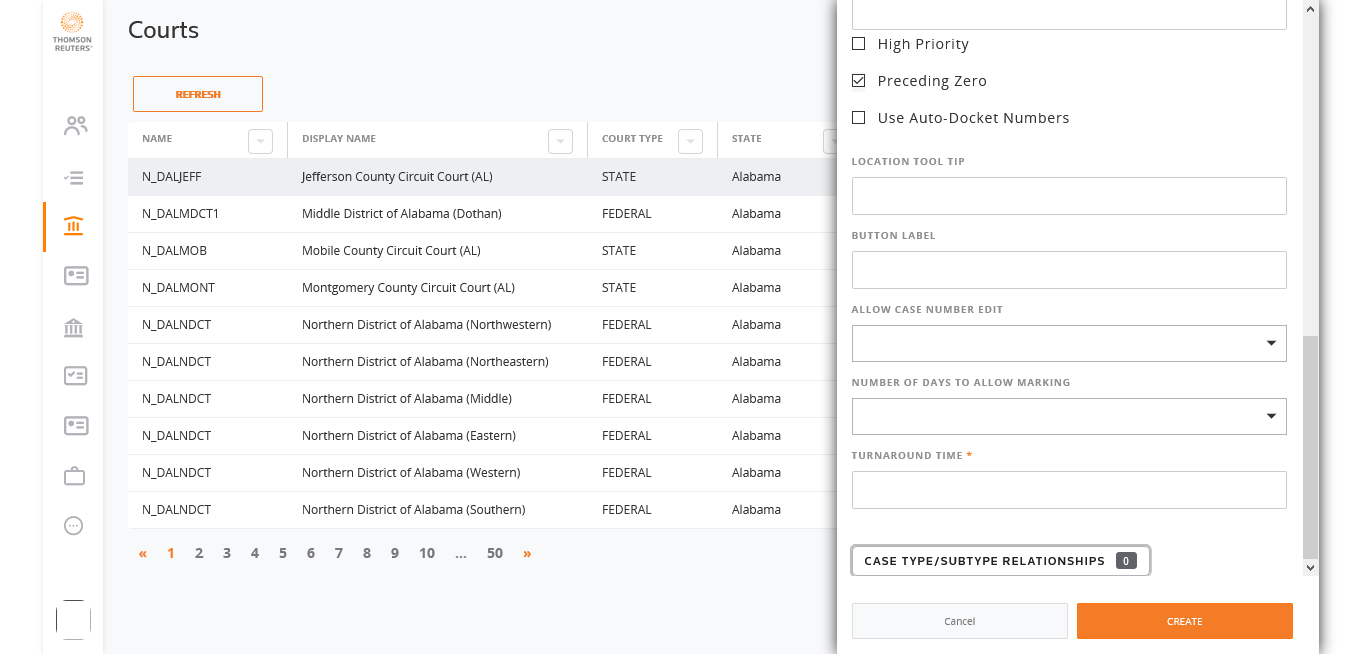 THOMSON
REUTERS
Courts
REFRESH
NAME DISPLAY NAME COURT TYPE STATE
N_DALJEFF Jefferson County Circuit Court (AL) STATE Alabama
N_DALMDCT1 Middle District of Alabama (Dothan) FEDERAL Alabama
N_DALMOB Mobile County Circuit Court (AL) STATE Alabama
N_DALMONT Montgomery County Circuit Court (AL) STATE Alabama
N_DALNDCT Northern District of Alabama (Northwestern) FEDERAL Alabama
N_DALNDCT Northern District of Alabama (Northeastern) FEDERAL Alabama
N_DALNDCT Northern District of Alabama (Middle) FEDERAL Alabama
N_DALNDCT Northern District of Alabama (Eastern) FEDERAL Alabama
N_DALNDCT Northern District of Alabama (Western) FEDERAL Alabama
N_DALNDCT Northern District of Alabama (Southern) FEDERAL Alabama
« 1 2 3 4 5 6 7 8 9 10 ... 50 »
High Priority
Preceding Zero
Use Auto-Docket Numbers
LOCATION TOOL TIP
BUTTON LABEL
ALLOW CASE NUMBER EDIT
NUMBER OF DAYS TO ALLOW MARKING
TURNAROUND TIME *
CASE TYPE/SUBTYPE RELATIONSHIPS 0
Cancel CREATE